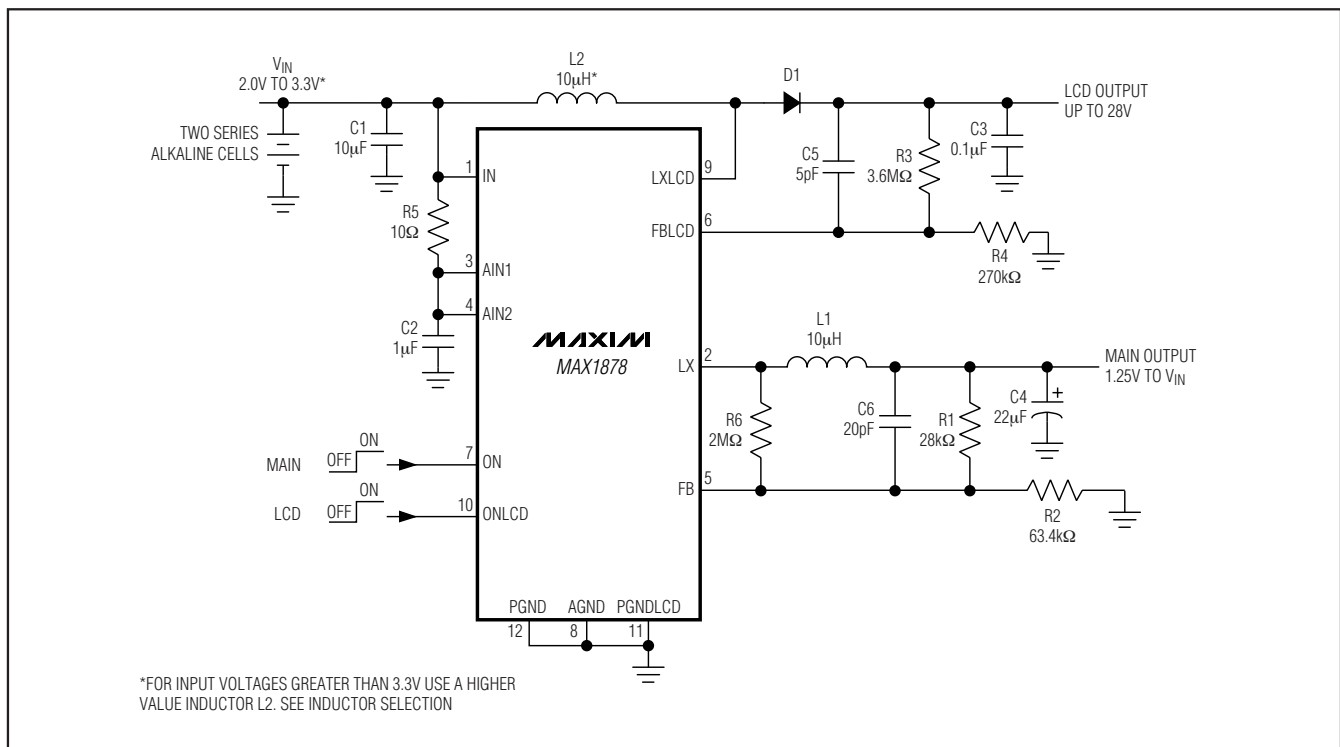 VIN
2.0V TO 3.3V*
L2
10μH*
D1
LCD OUTPUT
UP TO 28V
TWO SERIES
ALKALINE CELLS
C1
10μF
C5
5pF
R3
3.6MΩ
C3
0.1μF
1
IN
9
LXLCD
R5
10Ω
6
FBLCD
R4
270kΩ
3
AIN1
4
AIN2
C2
1μF
MAXIM
MAX1878
L1
10μH
2
LX
MAIN OUTPUT
1.25V TO VIN
R6
2MΩ
C6
20pF
R1
28kΩ
C4
22μF
+
MAIN
OFF
ON
7
ON
5
FB
LCD
OFF
ON
10
ONLCD
R2
63.4kΩ
PGND
AGND
PGNDLCD
12
8
11
*FOR INPUT VOLTAGES GREATER THAN 3.3V USE A HIGHER
VALUE INDUCTOR L2. SEE INDUCTOR SELECTION